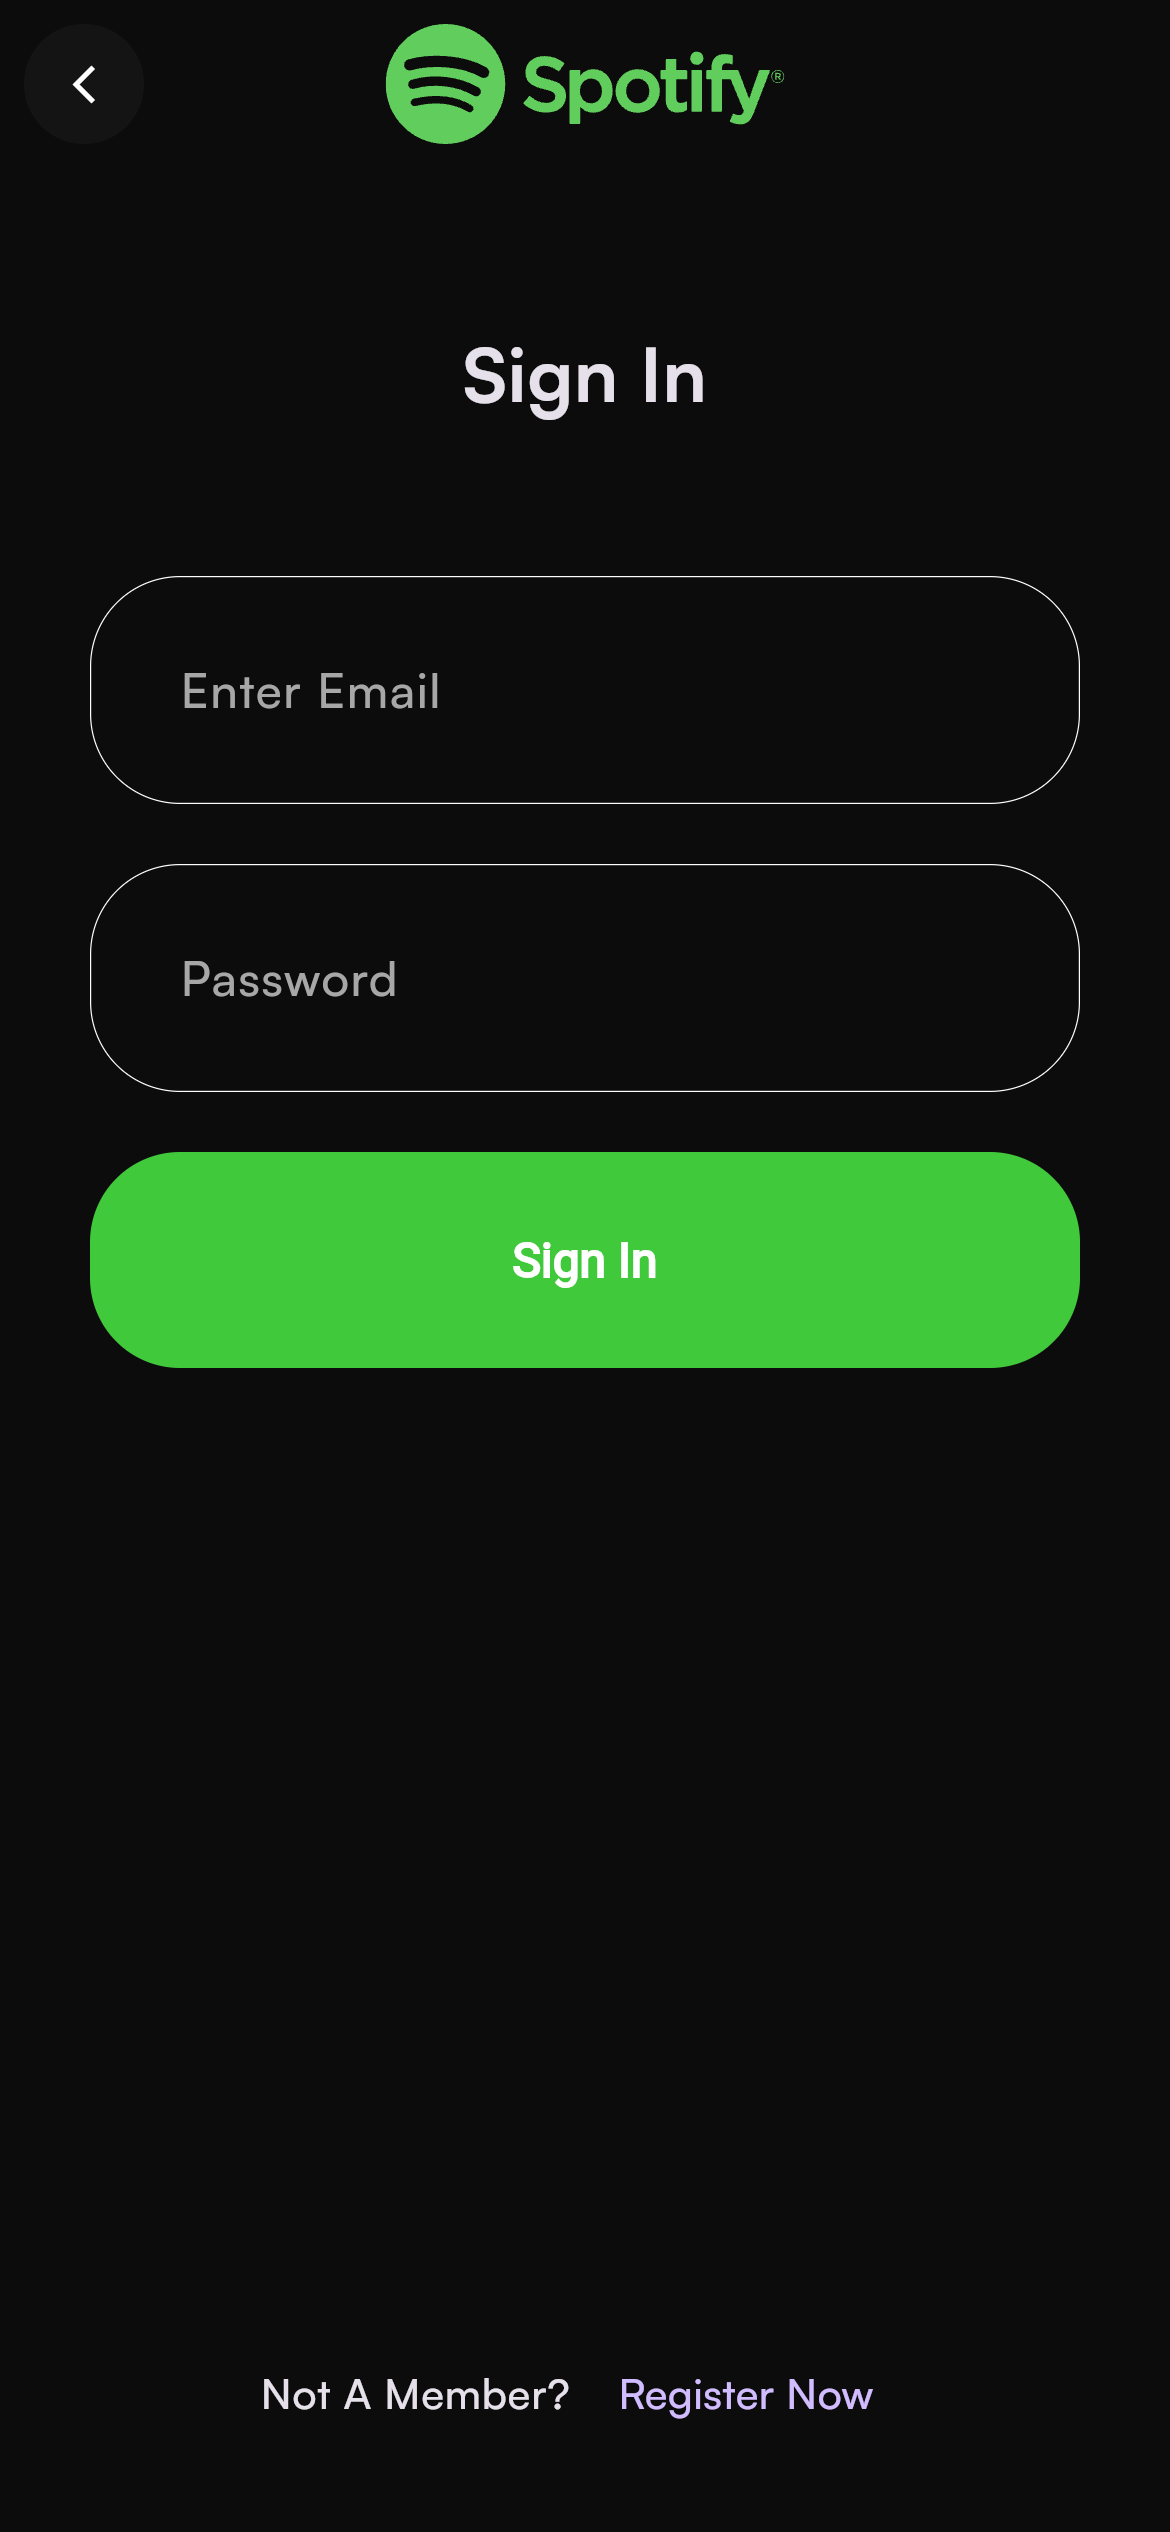 Spotify®
Sign In
Enter Email
Password
Sign In
Not A Member? Register Now